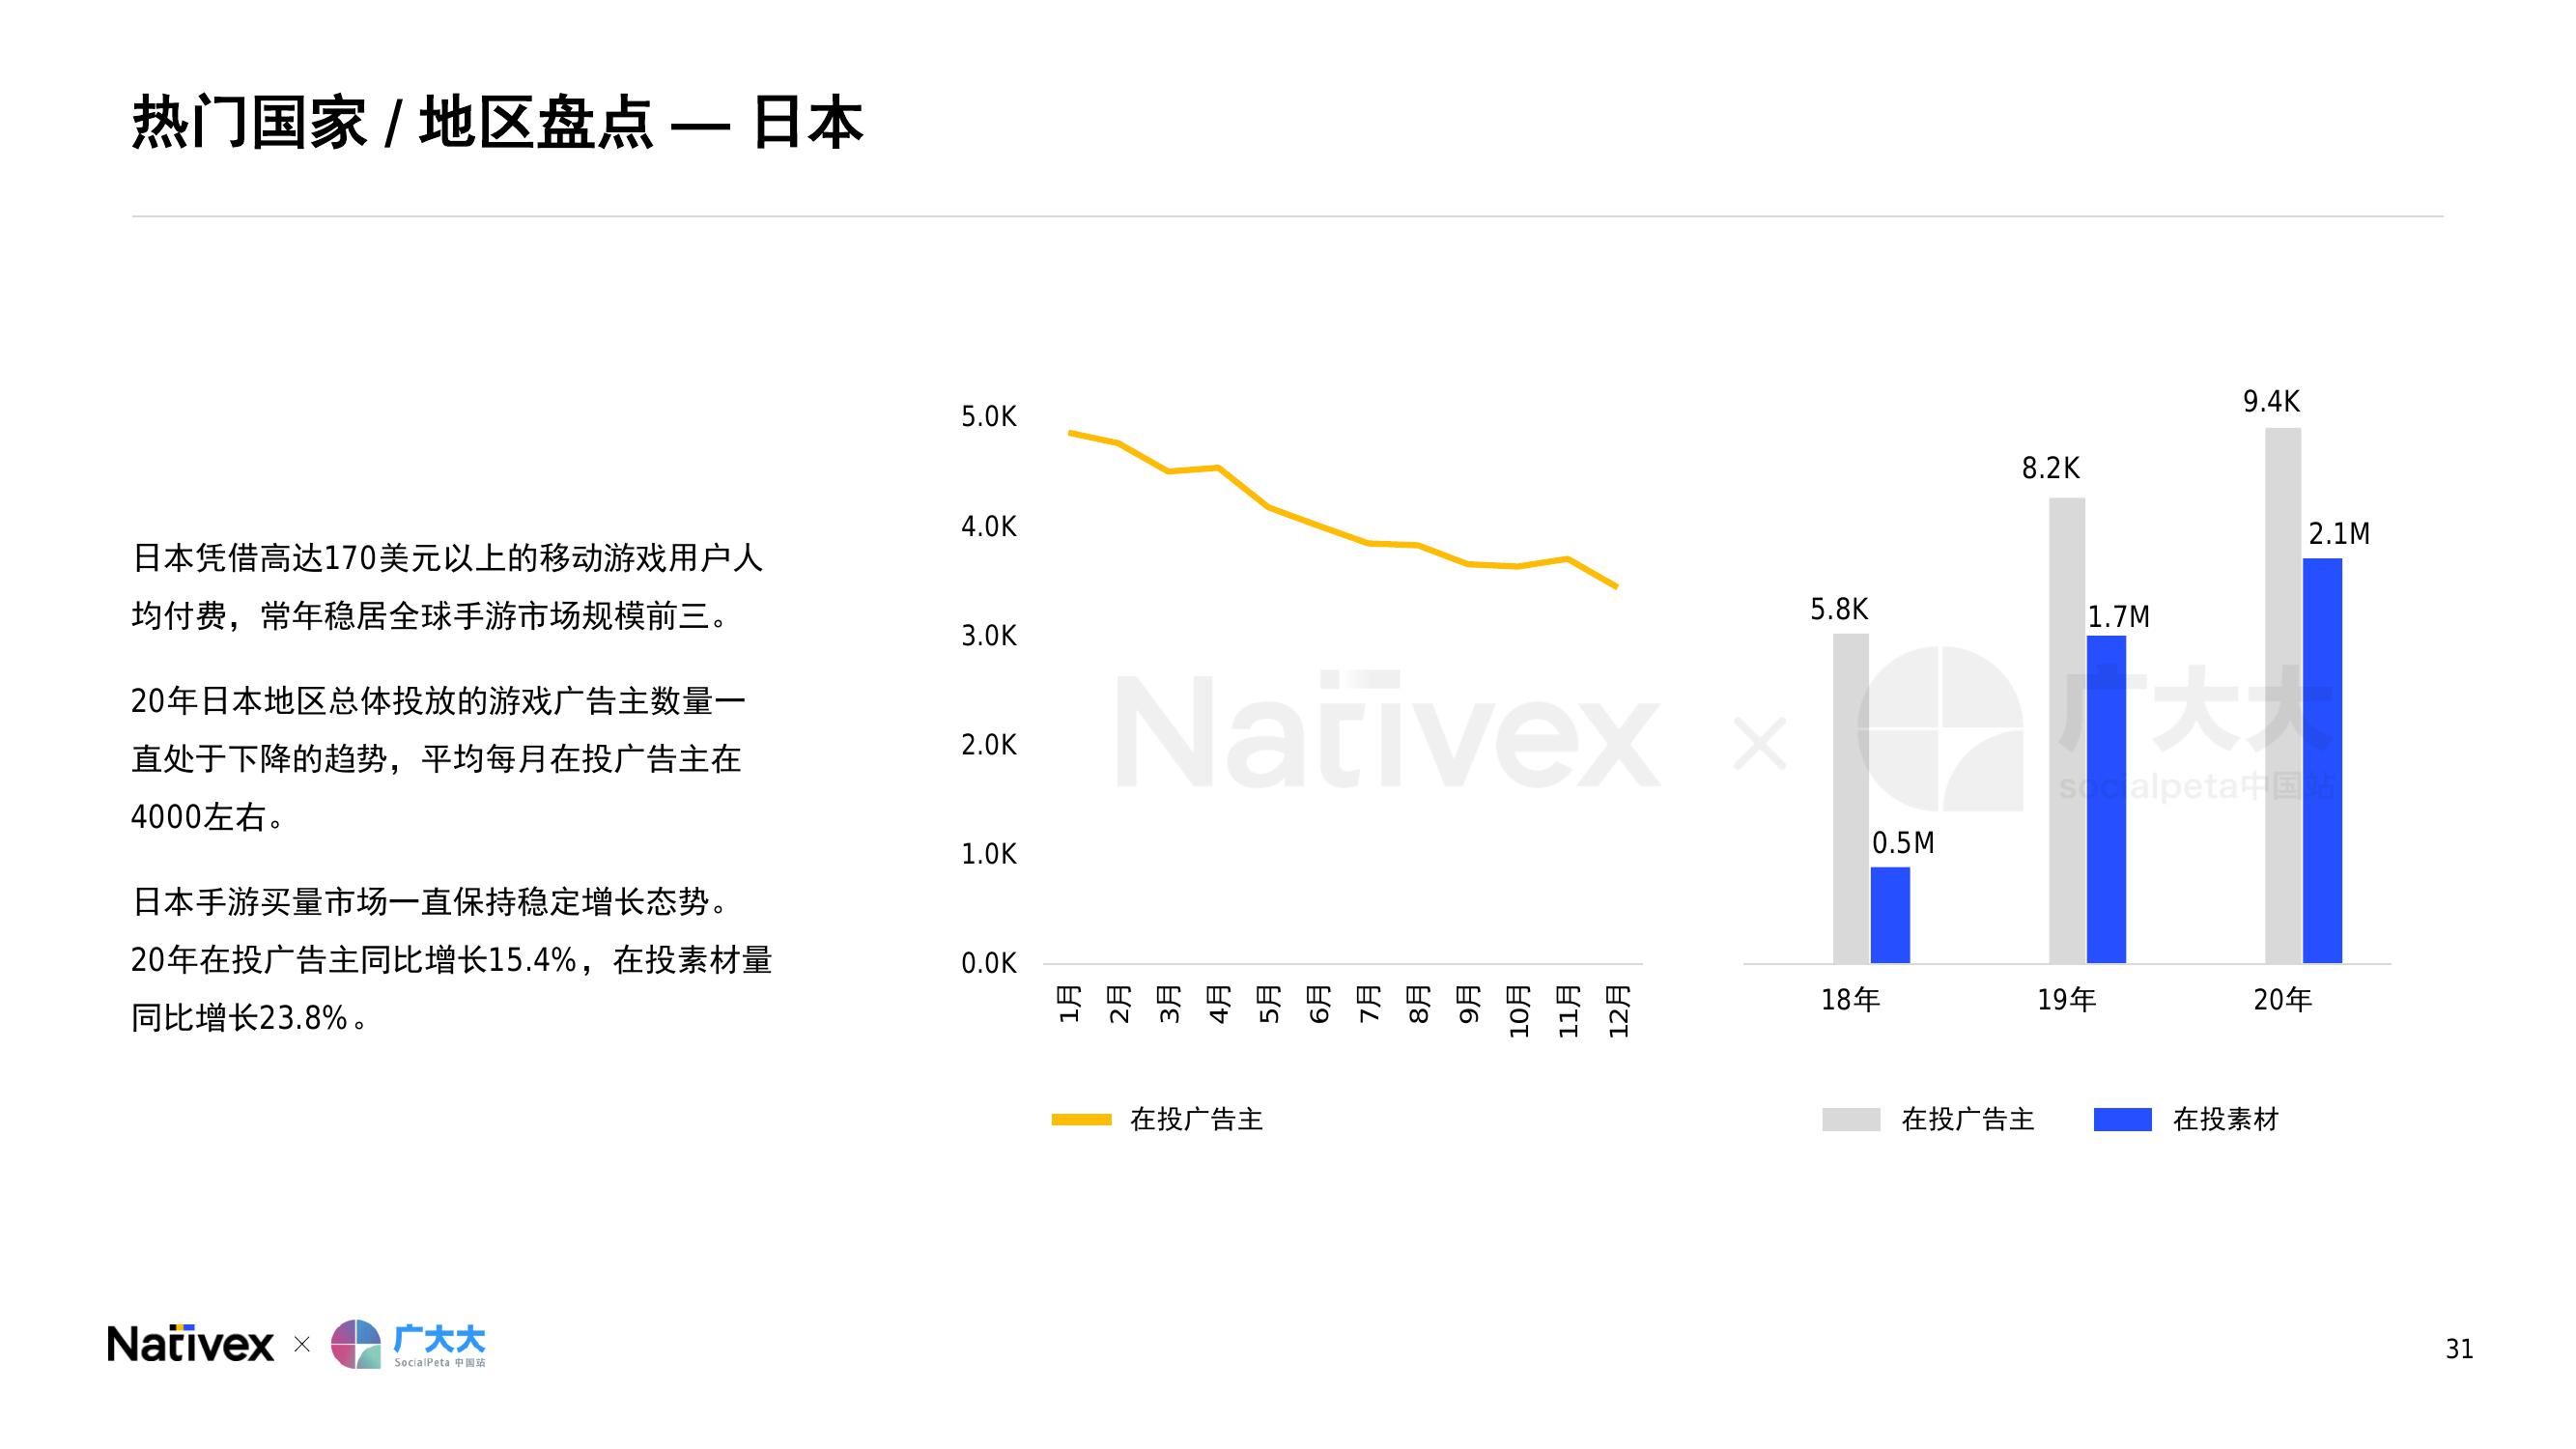 热门国家 / 地区盘点 — 日本
日本凭借高达170美元以上的移动游戏用户人
均付费，常年稳居全球手游市场规模前三。
20年日本地区总体投放的游戏广告主数量一
直处于下降的趋势，平均每月在投广告主在
4000左右。
日本手游买量市场一直保持稳定增长态势。
20年在投广告主同比增长15.4%，在投素材量
同比增长23.8%。
5.0K
4.0K
3.0K
2.0K
1.0K
0.0K
1月
2月
3月
4月
5月
6月
7月
8月
9月
10月
11月
12月
在投广告主
5.8K
0.5M
8.2K
1.7M
9.4K
2.1M
18年
19年
20年
在投广告主
在投素材
Nativex × 广大大
socialpeta中国站
Nativex × 广大大
SocialPeta 中国站
31